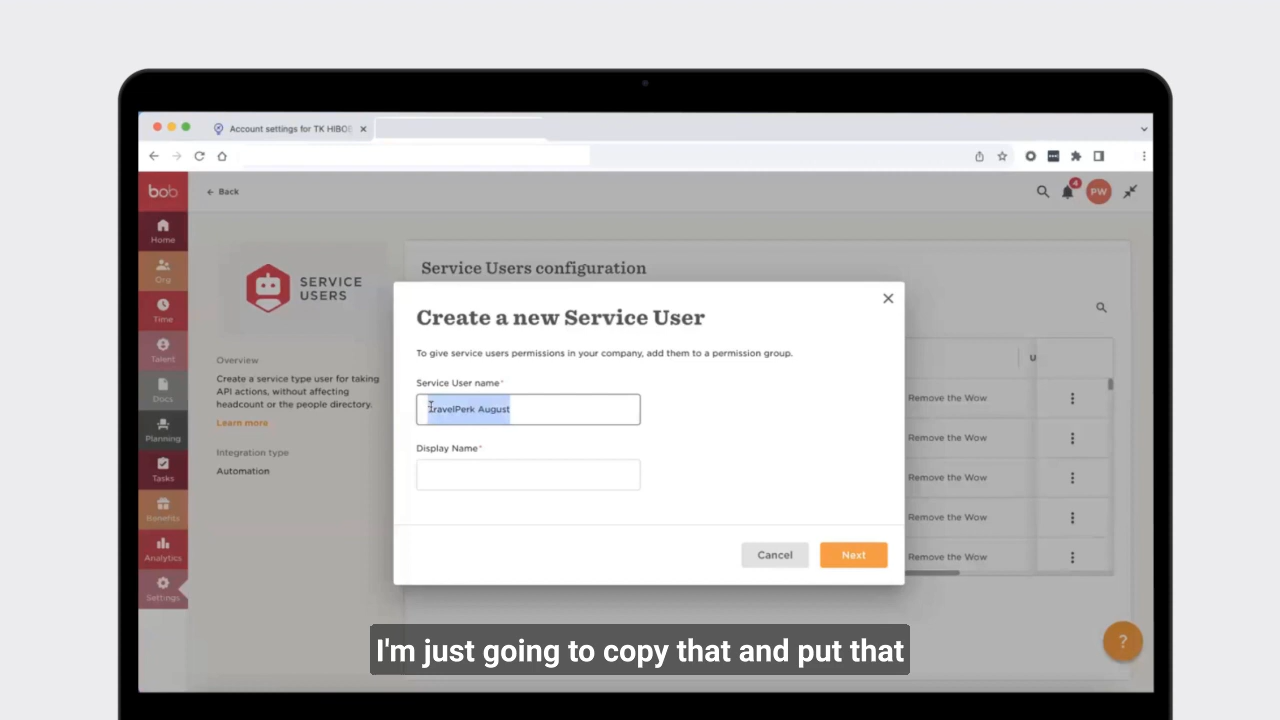 Account settings for TK HIBOB
bob
Back
4
PW
Home
Org
Time
Talent
Docs
Planning
Tasks
Benefits
Analytics
Settings
SERVICE
USERS
Overview
Create a service type user for taking
API actions, without affecting
headcount or the people directory.
Learn more
Integration type
Automation
Service Users configuration
U
Remove the Wow
Remove the Wow
Remove the Wow
Remove the Wow
Remove the Wow
Create a new Service User
To give service users permissions in your company, add them to a permission group.
Service User name*
TravelPerk August
Display Name*
Cancel
Next
?
I'm just going to copy that and put that